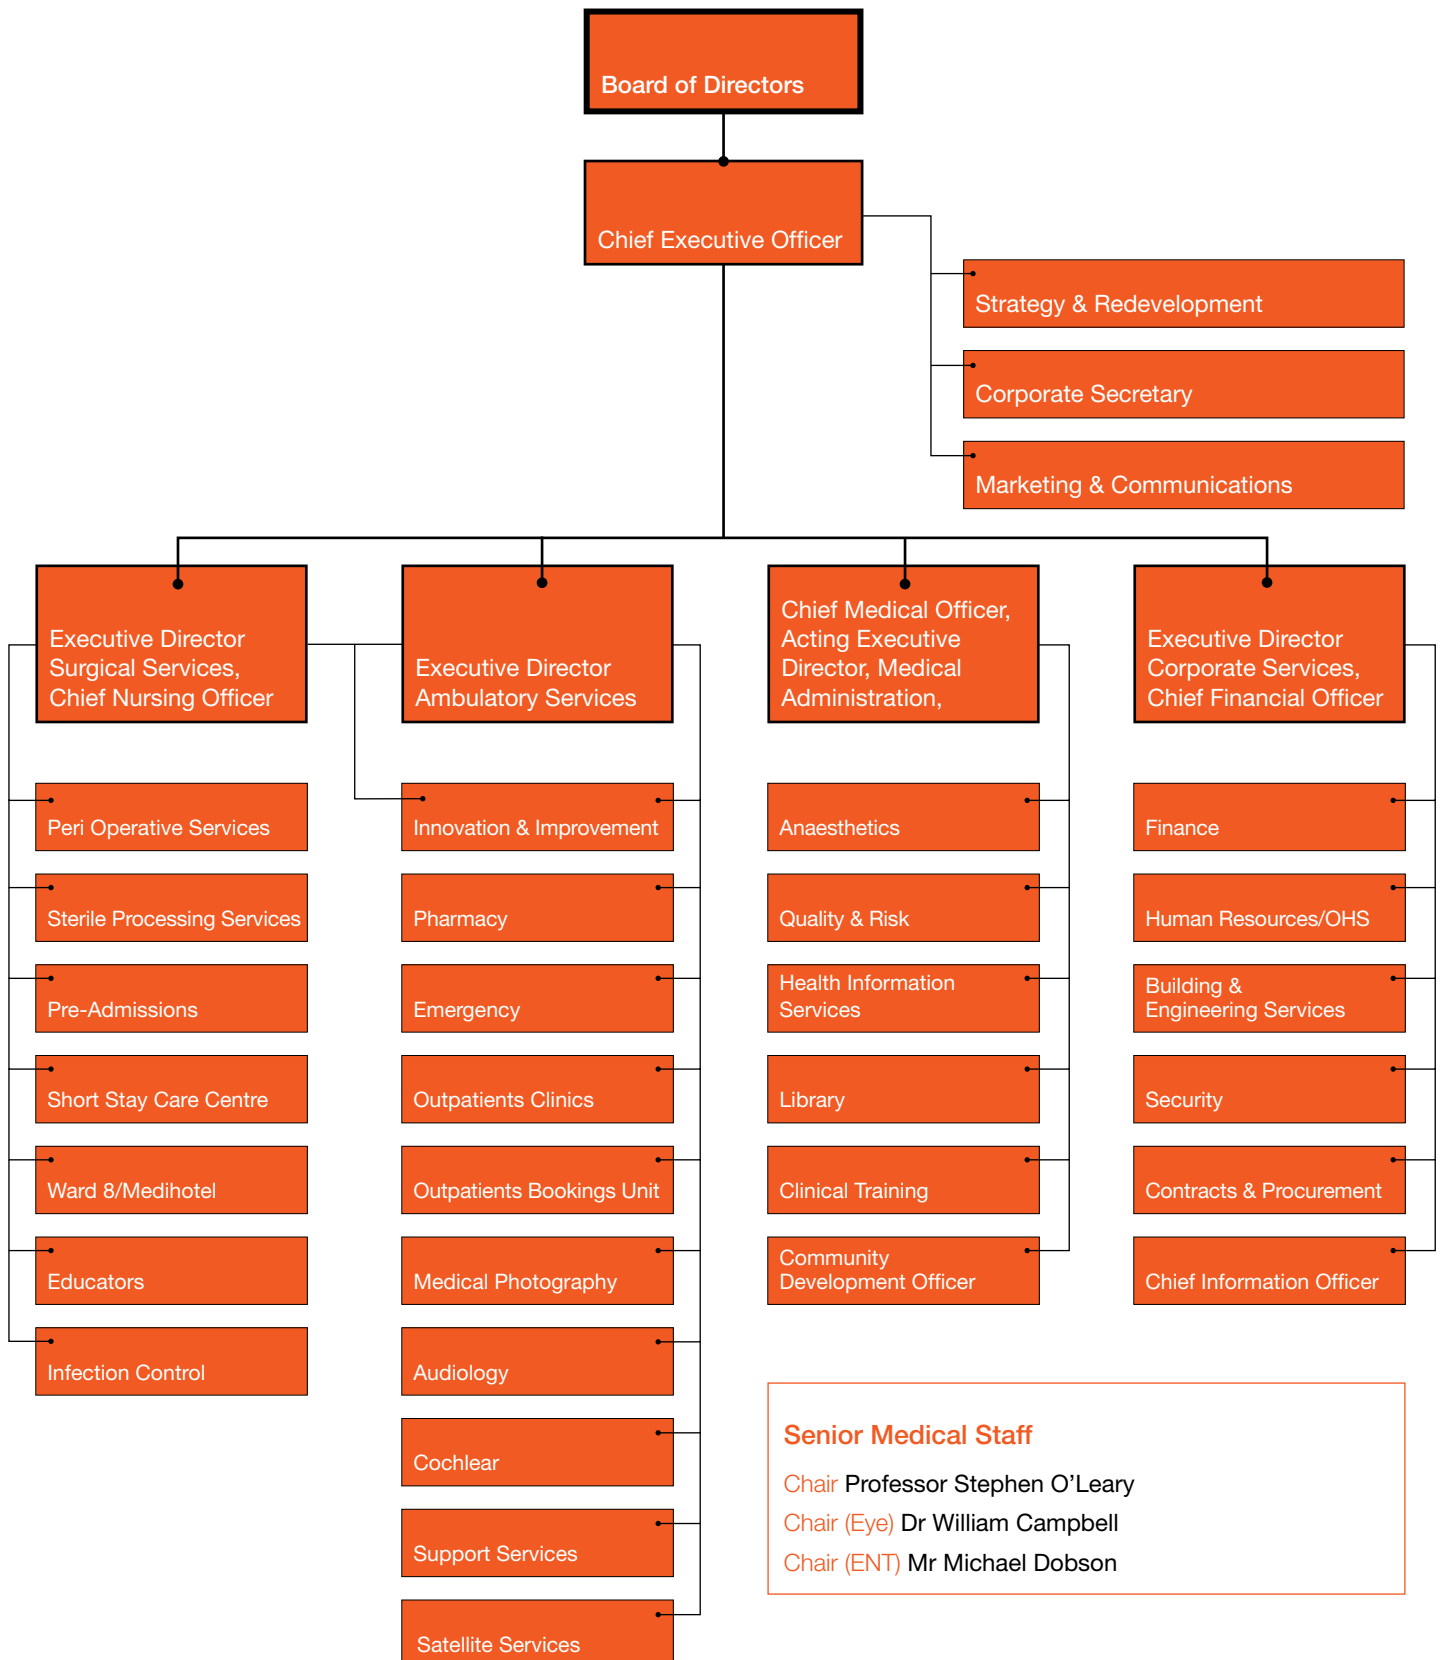 Board of Directors
Chief Executive Officer
Strategy & Redevelopment
Corporate Secretary
Marketing & Communications
Executive Director
Surgical Services,
Chief Nursing Officer
Executive Director
Ambulatory Services
Chief Medical Officer,
Acting Executive
Director, Medical
Administration,
Executive Director
Corporate Services,
Chief Financial Officer
Peri Operative Services
Sterile Processing Services
Pre-Admissions
Short Stay Care Centre
Ward 8/Medihotel
Educators
Infection Control
Innovation & Improvement
Pharmacy
Emergency
Outpatients Clinics
Outpatients Bookings Unit
Medical Photography
Audiology
Cochlear
Support Services
Satellite Services
Anaesthetics
Quality & Risk
Health Information
Services
Library
Clinical Training
Community
Development Officer
Finance
Human Resources/OHS
Building &
Engineering Services
Security
Contracts & Procurement
Chief Information Officer
Senior Medical Staff
Chair Professor Stephen O’Leary
Chair (Eye) Dr William Campbell
Chair (ENT) Mr Michael Dobson